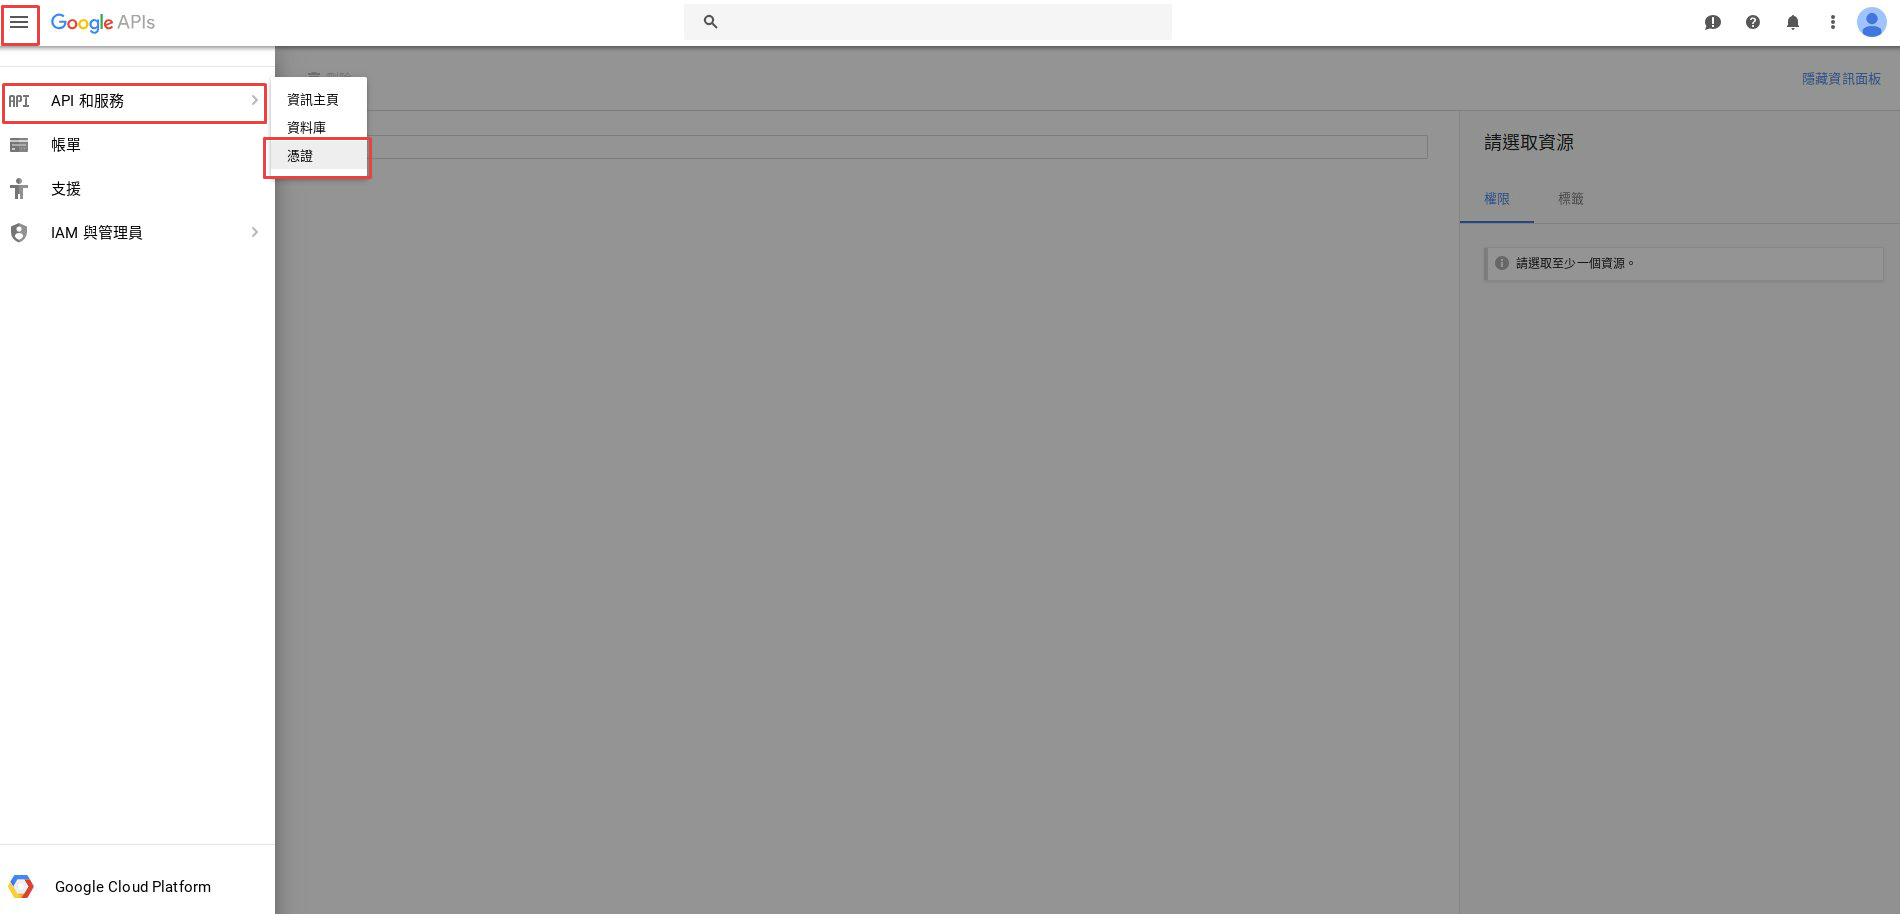 Google APIs
API API 和服務
帳單
支援
IAM 與管理員
Google Cloud Platform
刪除
資訊主頁
資料庫
憑證
隱藏資訊面板
請選取資源
權限 標籤
請選取至少一個資源。